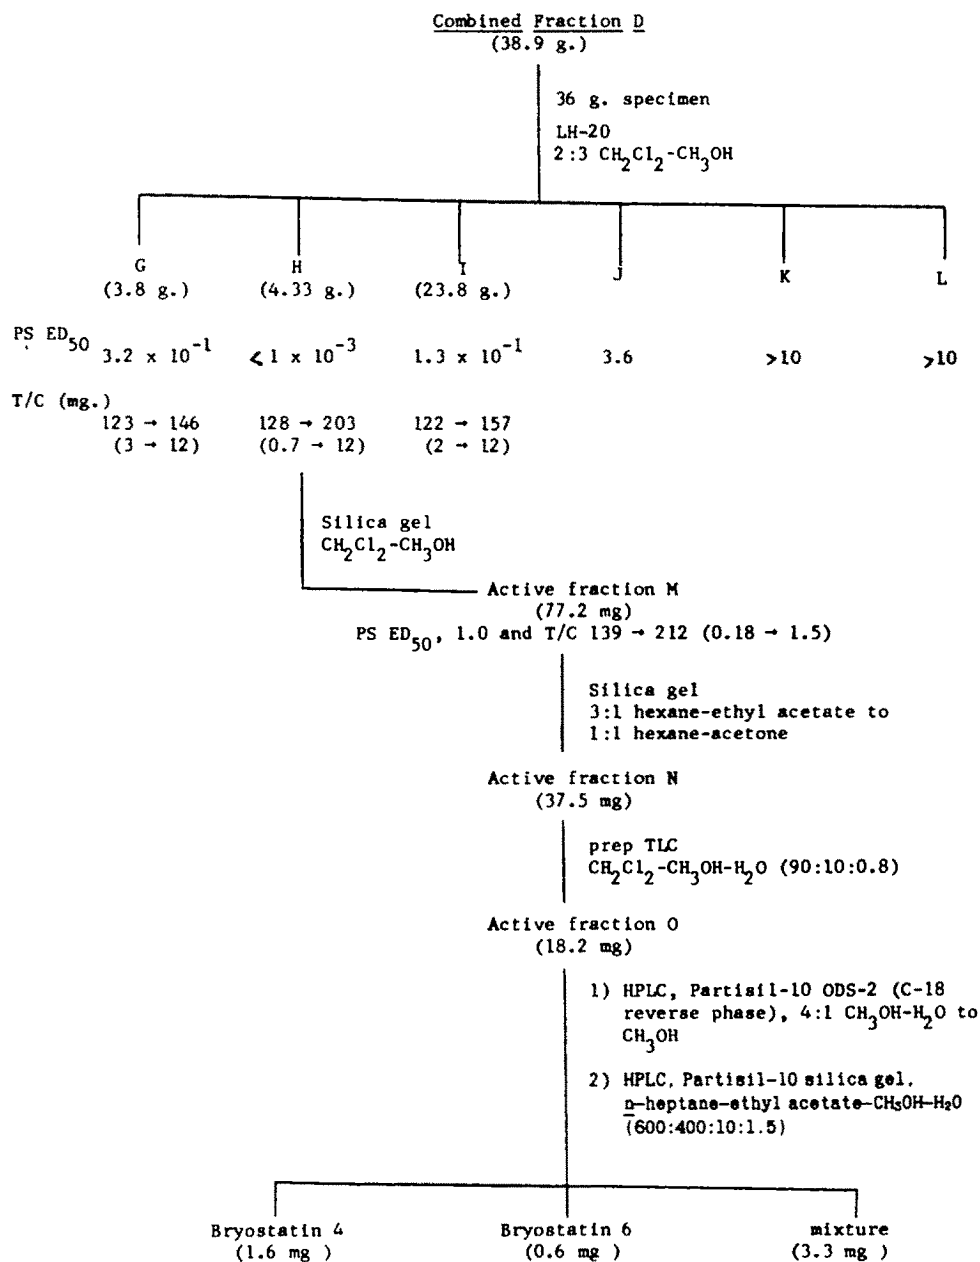 Combined Fraction D
(38.9 g.)
36 g. specimen
LH-20
2:3 CH2Cl2-CH3OH
G H I J K L
(3.8 g.) (4.33 g.) (23.8 g.)
PS ED50 3.2 x 10-1 < 1 x 10-3 1.3 x 10-1 3.6 >10 >10
T/C (mg.)
123 → 146 128 → 203 122 → 157
(3 → 12) (0.7 → 12) (2 → 12)
Silica gel
CH2Cl2-CH3OH
Active fraction M
(77.2 mg)
PS ED50, 1.0 and T/C 139 → 212 (0.18 → 1.5)
Silica gel
3:1 hexane-ethyl acetate to
1:1 hexane-acetone
Active fraction N
(37.5 mg)
prep TLC
CH2Cl2-CH3OH-H2O (90:10:0.8)
Active fraction O
(18.2 mg)
1) HPLC, Partisil-10 ODS-2 (C-18
reverse phase), 4:1 CH3OH-H2O to
CH3OH
2) HPLC, Partisil-10 silica gel,
n-heptane-ethyl acetate-CH3OH-H2O
(600:400:10:1.5)
Bryostatin 4 Bryostatin 6 mixture
(1.6 mg ) (0.6 mg ) (3.3 mg )